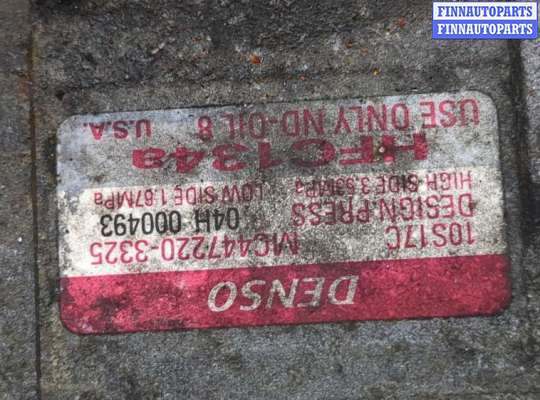 FINNAUTOPARTS
FINNAUTOPARTS
DENSO
10S17C MC447220-3325
DESIGN PRESS 04H 000493
HIGH SIDE 3.53MPa LOW SIDE 1.67MPa
HFC134a
USE ONLY ND-OIL 8 U.S.A.